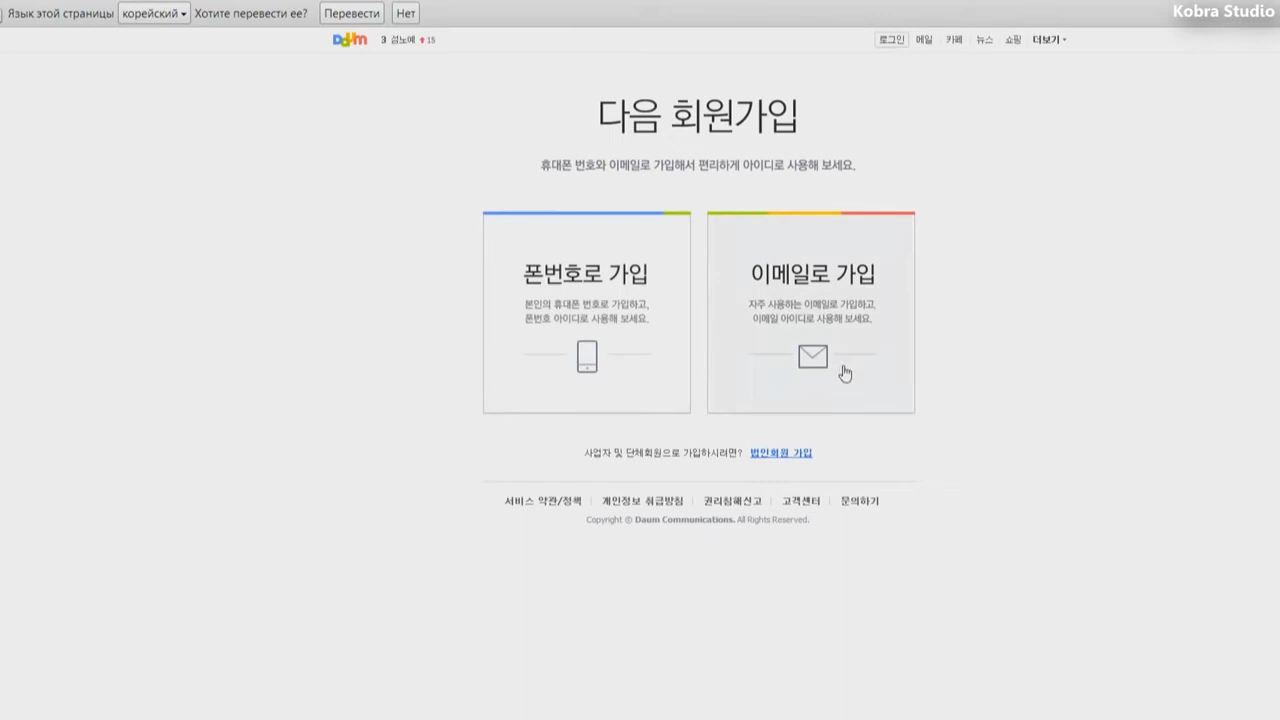 Язык этой страницы корейский Хотите перевести ее? Перевести Нет
Kobra Studio
Daum 3 섬노예 15 로그인 메일 카페 뉴스 쇼핑 더보기
다음 회원가입
휴대폰 번호와 이메일로 가입해서 편리하게 아이디로 사용해 보세요.
폰번호로 가입
본인의 휴대폰 번호로 가입하고,
폰번호 아이디로 사용해 보세요.
이메일로 가입
자주 사용하는 이메일로 가입하고,
이메일 아이디로 사용해 보세요.
사업자 및 단체회원으로 가입하시려면? 법인회원 가입
서비스 약관/정책 개인정보 취급방침 권리침해신고 고객센터 문의하기
Copyright © Daum Communications. All Rights Reserved.